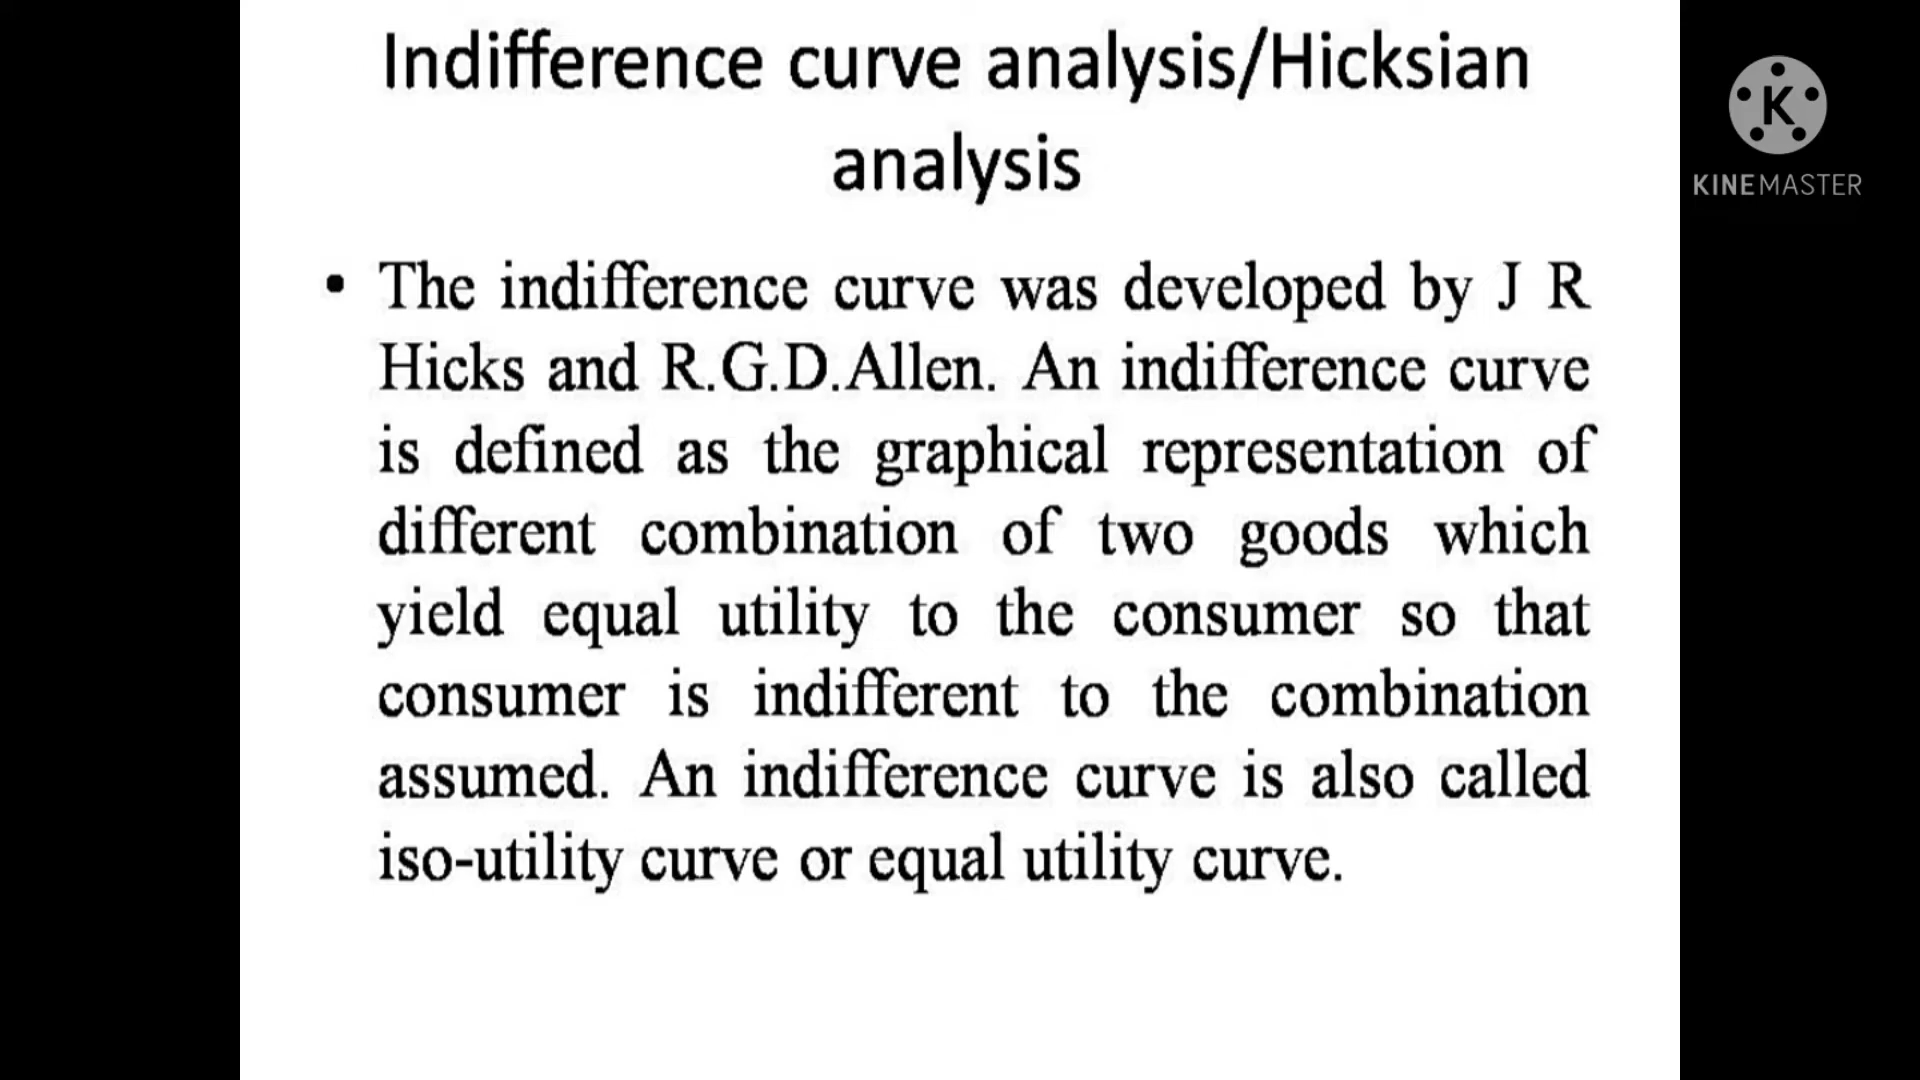 Indifference curve analysis/Hicksian
analysis
K
KINEMASTER
• The indifference curve was developed by J R
Hicks and R.G.D.Allen. An indifference curve
is defined as the graphical representation of
different combination of two goods which
yield equal utility to the consumer so that
consumer is indifferent to the combination
assumed. An indifference curve is also called
iso-utility curve or equal utility curve.